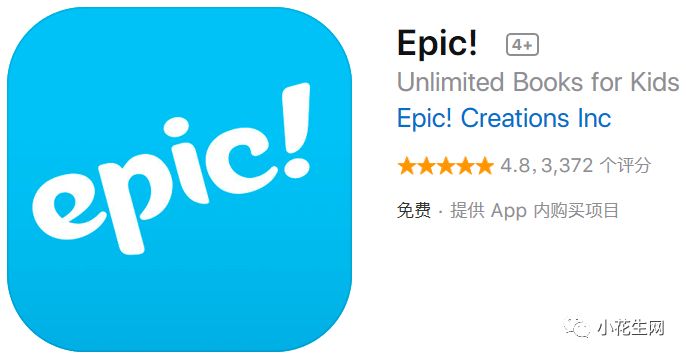 epic!
Epic! 4+
Unlimited Books for Kids
Epic! Creations Inc
★★★★★ 4.8, 3,372 个评分
免费 · 提供 App 内购买项目
小花生网